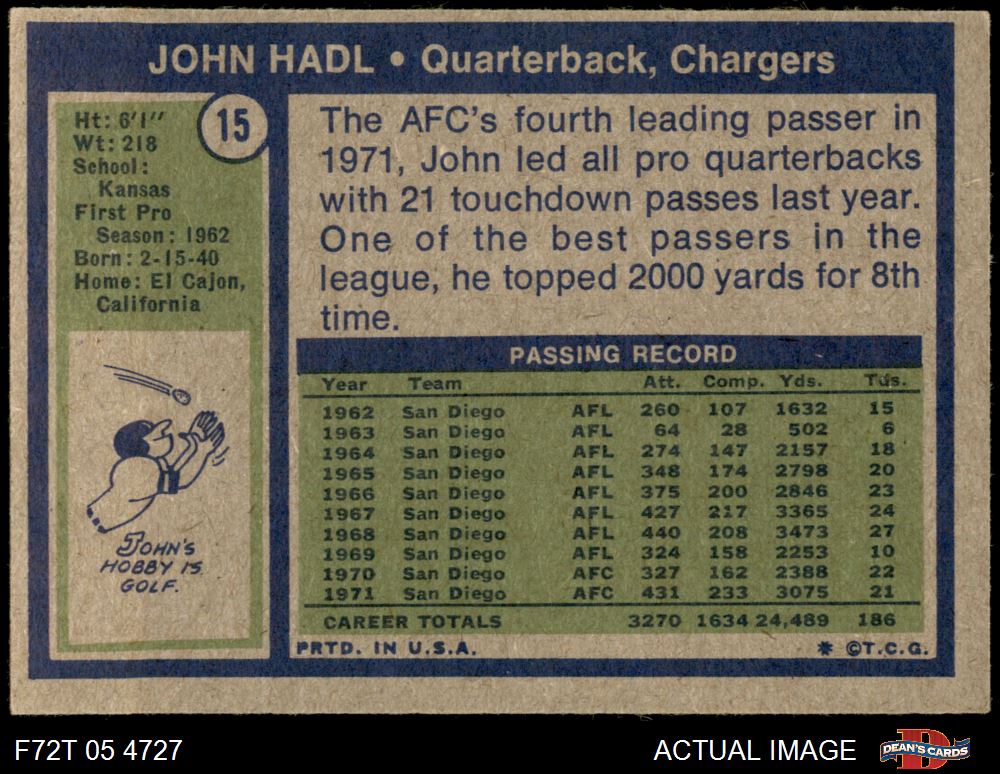 JOHN HADL • Quarterback, Chargers
15
Ht: 6'1"
Wt: 218
School:
Kansas
First Pro
Season: 1962
Born: 2-15-40
Home: El Cajon,
California
The AFC's fourth leading passer in
1971, John led all pro quarterbacks
with 21 touchdown passes last year.
One of the best passers in the
league, he topped 2000 yards for 8th
time.
JOHN'S
HOBBY IS
GOLF.
PASSING RECORD
Year Team Att. Comp. Yds. Tds.
1962 San Diego AFL 260 107 1632 15
1963 San Diego AFL 64 28 502 6
1964 San Diego AFL 274 147 2157 18
1965 San Diego AFL 348 174 2798 20
1966 San Diego AFL 375 200 2846 23
1967 San Diego AFL 427 217 3365 24
1968 San Diego AFL 440 208 3473 27
1969 San Diego AFL 324 158 2253 10
1970 San Diego AFC 327 162 2388 22
1971 San Diego AFC 431 233 3075 21
CAREER TOTALS 3270 1634 24,489 186
PRTD. IN U.S.A. * ©T.C.G.
F72T 05 4727 ACTUAL IMAGE DEAN'S CARDS